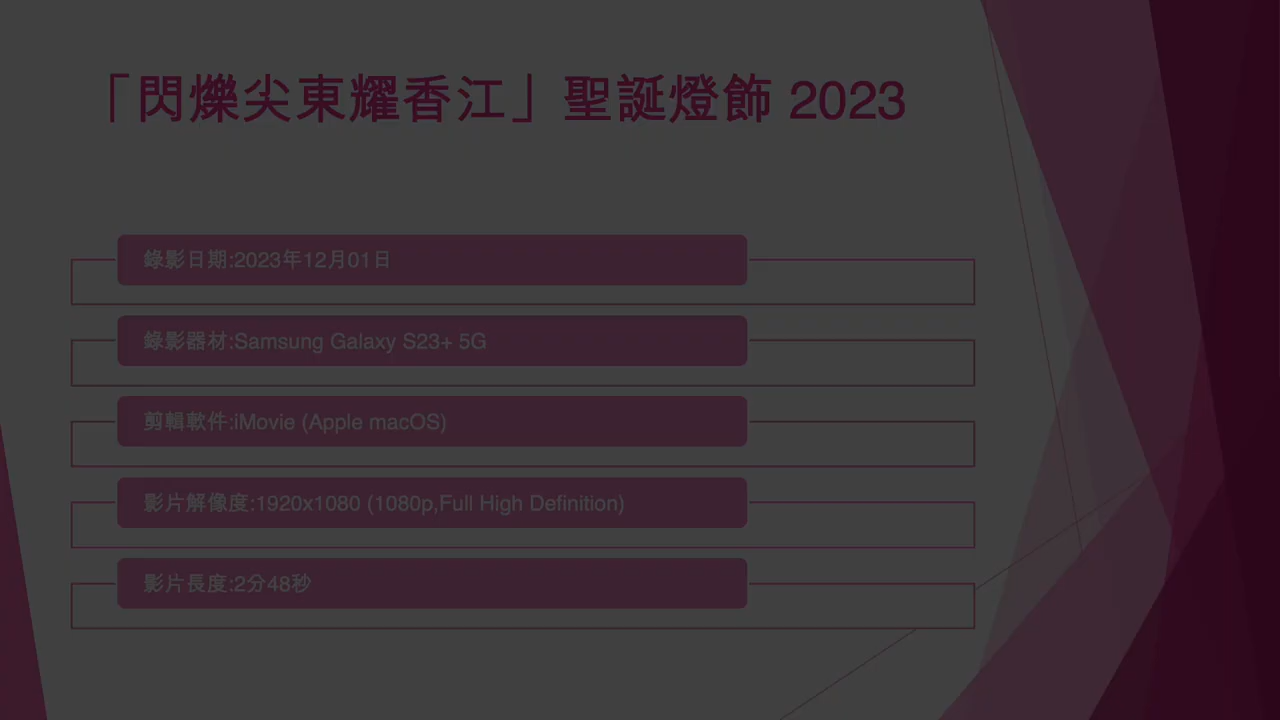 「閃爍尖東耀香江」聖誕燈飾 2023
錄影日期:2023年12月01日
錄影器材:Samsung Galaxy S23+ 5G
剪輯軟件:iMovie (Apple macOS)
影片解像度:1920x1080 (1080p,Full High Definition)
影片長度:2分48秒